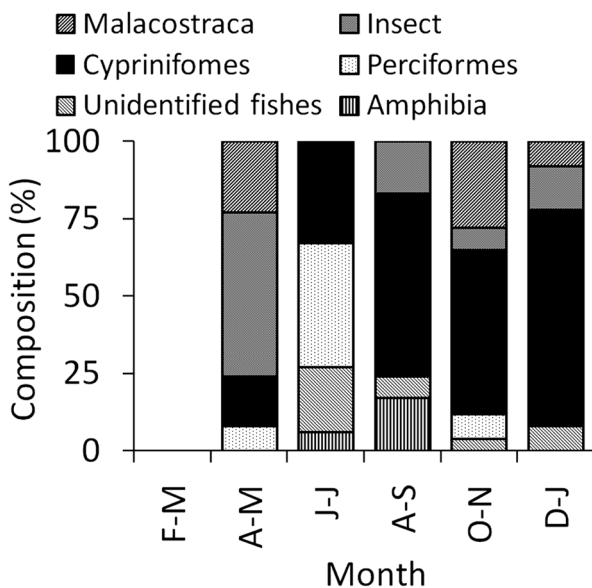 Malacostraca Insect
Cyprinifomes Perciformes
Unidentified fishes Amphibia
100
75
50
25
0
Composition (%)
F-M A-M J-J A-S O-N D-J
Month